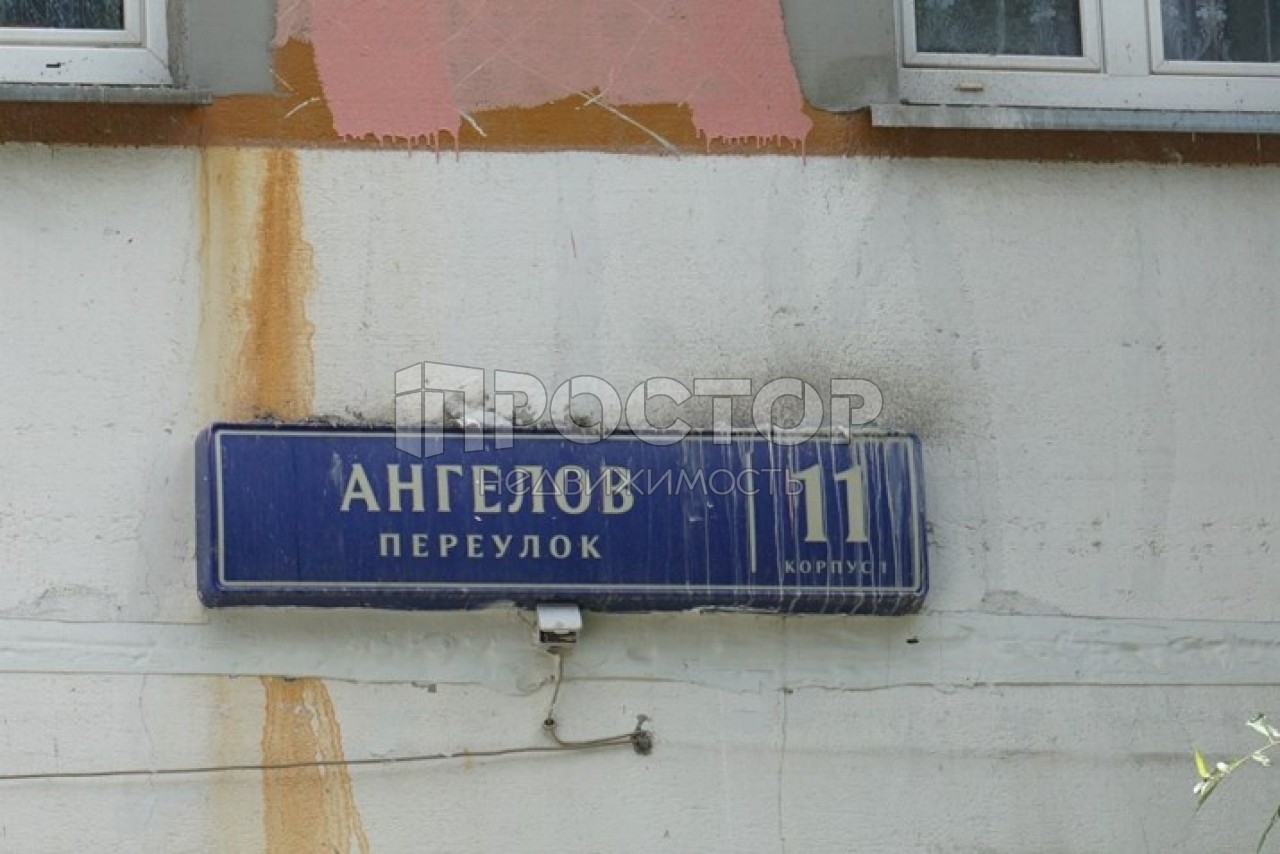 ПРОСТОР
недвижимость
АНГЕЛОВ
ПЕРЕУЛОК
11
КОРПУС 1